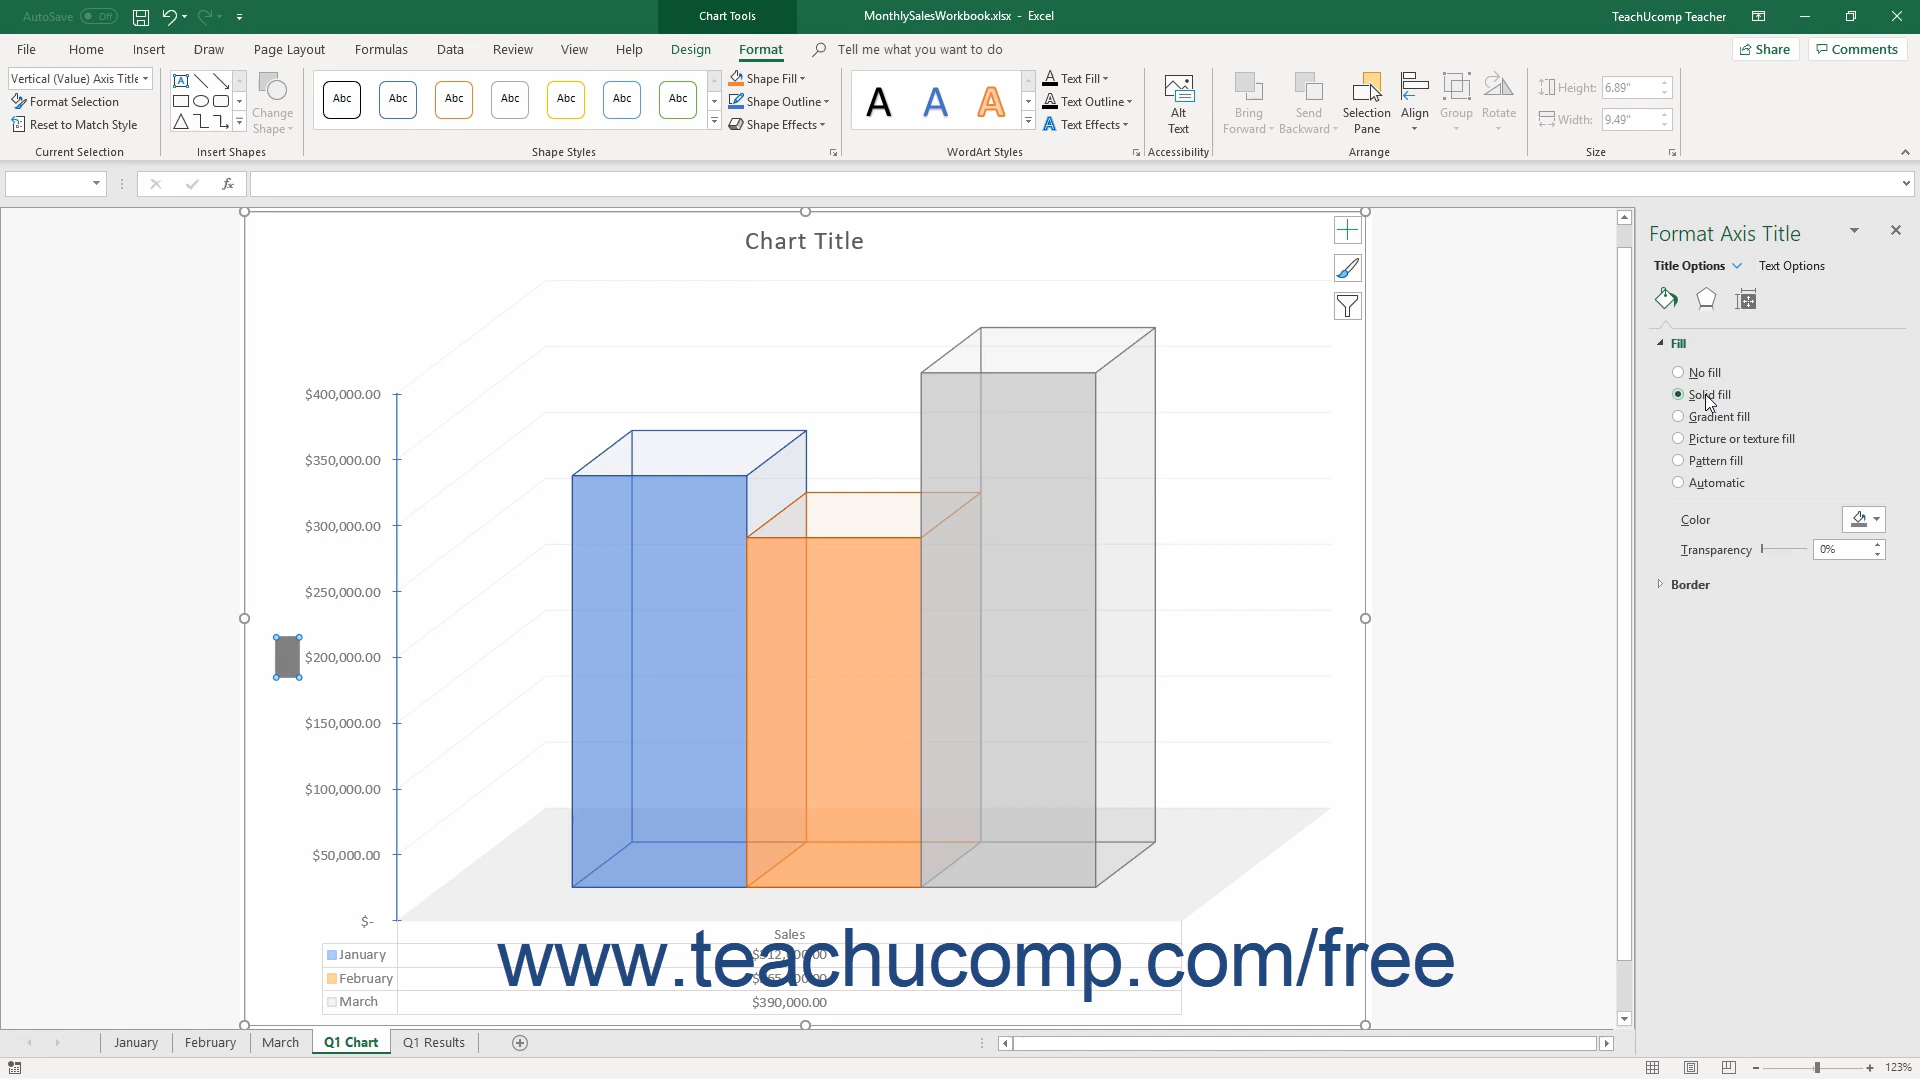 AutoSave Off
Chart Tools
MonthlySalesWorkbook.xlsx - Excel
TeachUcomp Teacher
File Home Insert Draw Page Layout Formulas Data Review View Help Design Format Tell me what you want to do Share Comments
Vertical (Value) Axis Title
Format Selection
Reset to Match Style
Current Selection
Change Shape
Insert Shapes
Abc Abc Abc Abc Abc Abc Abc
Shape Fill
Shape Outline
Shape Effects
Shape Styles
A A A
Text Fill
Text Outline
Text Effects
WordArt Styles
Alt Text
Accessibility
Bring Forward
Send Backward
Selection Pane
Align
Group
Rotate
Arrange
Height: 6.89"
Width: 9.49"
Size
fx
Chart Title
$400,000.00
$350,000.00
$300,000.00
$250,000.00
$200,000.00
$150,000.00
$100,000.00
$50,000.00
$-
Sales
January
February
March $390,000.00
www.teachucomp.com/free
Format Axis Title
Title Options Text Options
Fill
No fill
Solid fill
Gradient fill
Picture or texture fill
Pattern fill
Automatic
Color
Transparency 0%
Border
January February March Q1 Chart Q1 Results
123%